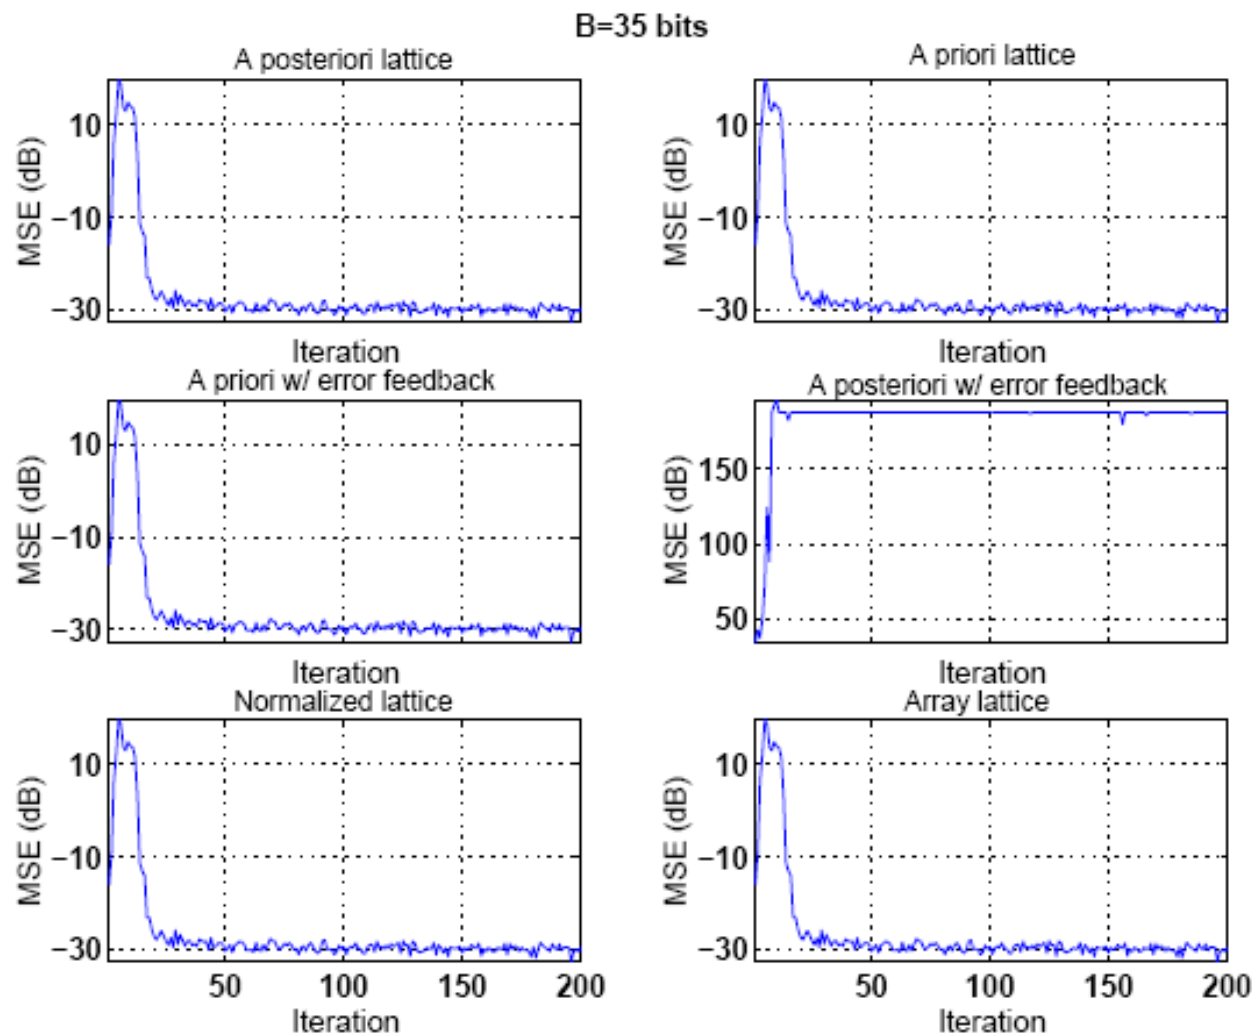 B=35 bits
A posteriori lattice
A priori lattice
MSE (dB)
10
−10
−30
Iteration
MSE (dB)
10
−10
−30
Iteration
A priori w/ error feedback
A posteriori w/ error feedback
MSE (dB)
10
−10
−30
Iteration
MSE (dB)
150
100
50
Iteration
Normalized lattice
Array lattice
MSE (dB)
10
−10
−30
50 100 150 200
Iteration
MSE (dB)
10
−10
−30
50 100 150 200
Iteration